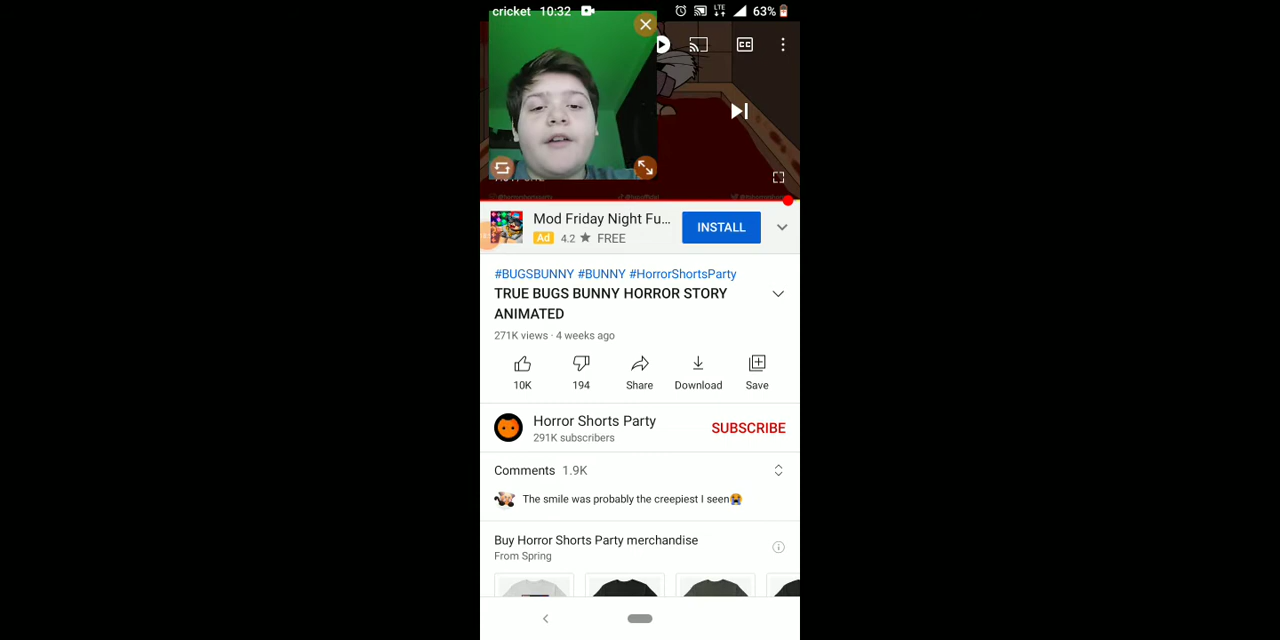 cricket 10:32 LTE 63%
CC
Mod Friday Night Fu...
INSTALL
Ad 4.2 ★ FREE
#BUGSBUNNY #BUNNY #HorrorShortsParty
TRUE BUGS BUNNY HORROR STORY
ANIMATED
271K views · 4 weeks ago
10K 194 Share Download Save
Horror Shorts Party
SUBSCRIBE
291K subscribers
Comments 1.9K
The smile was probably the creepiest I seen😭
Buy Horror Shorts Party merchandise
From Spring